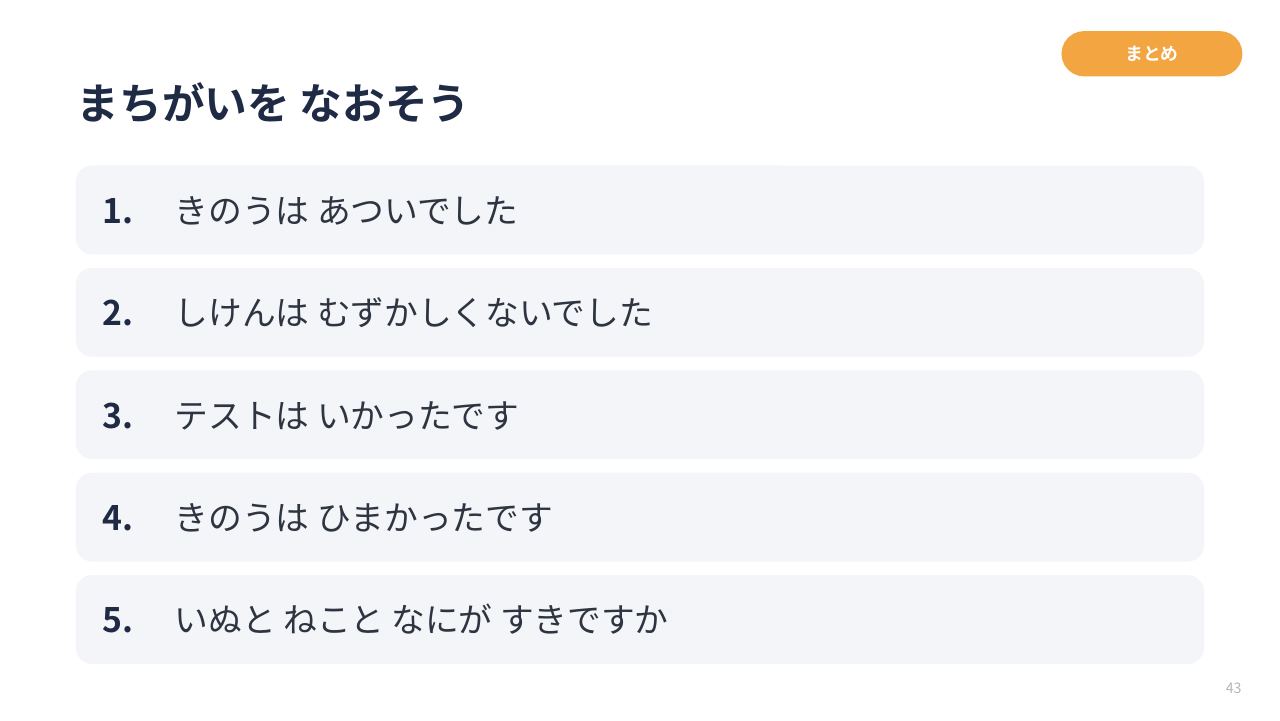 まとめ
まちがいを なおそう
1. きのうは あついでした
2. しけんは むずかしくないでした
3. テストは いかったです
4. きのうは ひまかったです
5. いぬと ねこと なにが すきですか
43